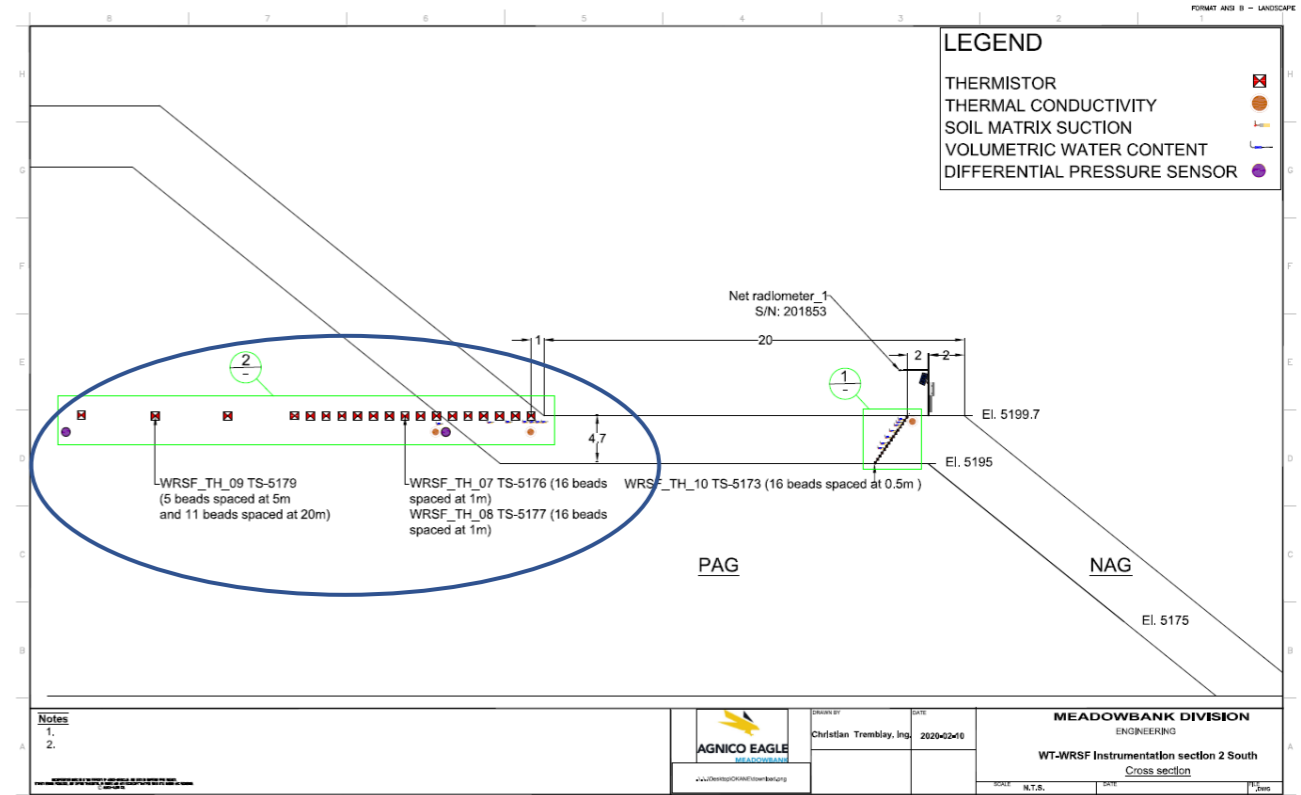 FORMAT ANSI B - LANDSCAPE
8 7 6 5 4 3 2 1
H H
LEGEND
THERMISTOR
THERMAL CONDUCTIVITY
SOIL MATRIX SUCTION
VOLUMETRIC WATER CONTENT
DIFFERENTIAL PRESSURE SENSOR
G G
F F
Net radiometer_1
S/N: 201853
E E
1
20
2 2
2
-
1
-
El. 5199.7
4,7
D D
El. 5195
WRSF_TH_09 TS-5179
(5 beads spaced at 5m
and 11 beads spaced at 20m)
WRSF_TH_07 TS-5176 (16 beads
spaced at 1m)
WRSF_TH_08 TS-5177 (16 beads
spaced at 1m)
WRSF_TH_10 TS-5173 (16 beads spaced at 0.5m )
C C
PAG
NAG
El. 5175
B B
Notes
1.
2.
A A
AGNICO EAGLE
MEADOWBANK
DRAWN BY
Christian Tremblay, Ing.
DATE
2020-02-10
MEADOWBANK DIVISION
ENGINEERING
WT-WRSF Instrumentation section 2 South
Cross section
SCALE
N.T.S.
DATE